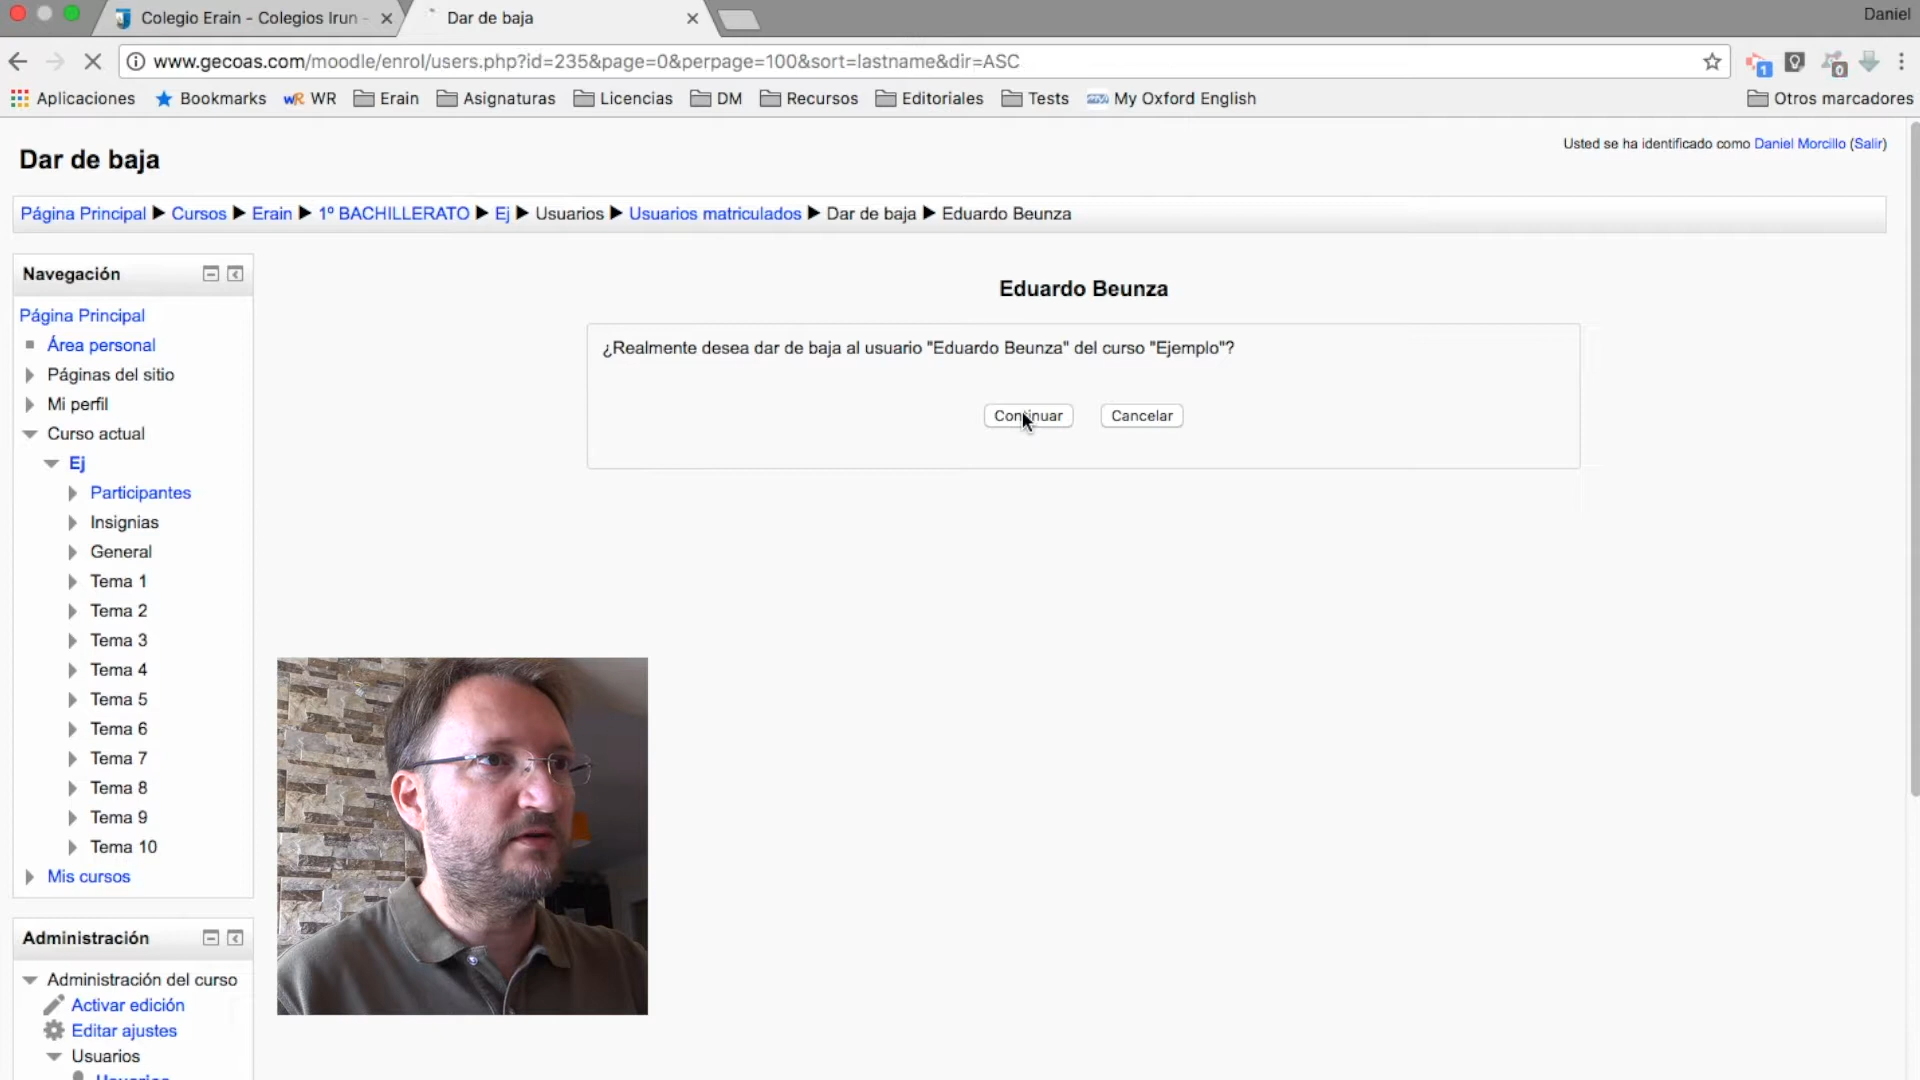 Colegio Erain - Colegios Irun -
Dar de baja
Daniel
www.gecoas.com/moodle/enrol/users.php?id=235&page=0&perpage=100&sort=lastname&dir=ASC
1
0
Aplicaciones
Bookmarks
WR WR
Erain
Asignaturas
Licencias
DM
Recursos
Editoriales
Tests
My Oxford English
Otros marcadores
Usted se ha identificado como Daniel Morcillo (Salir)
Dar de baja
Página Principal ▶ Cursos ▶ Erain ▶ 1º BACHILLERATO ▶ Ej ▶ Usuarios ▶ Usuarios matriculados ▶ Dar de baja ▶ Eduardo Beunza
Navegación
Página Principal
Área personal
Páginas del sitio
Mi perfil
Curso actual
Ej
Participantes
Insignias
General
Tema 1
Tema 2
Tema 3
Tema 4
Tema 5
Tema 6
Tema 7
Tema 8
Tema 9
Tema 10
Mis cursos
Eduardo Beunza
¿Realmente desea dar de baja al usuario "Eduardo Beunza" del curso "Ejemplo"?
Continuar
Cancelar
Administración
Administración del curso
Activar edición
Editar ajustes
Usuarios